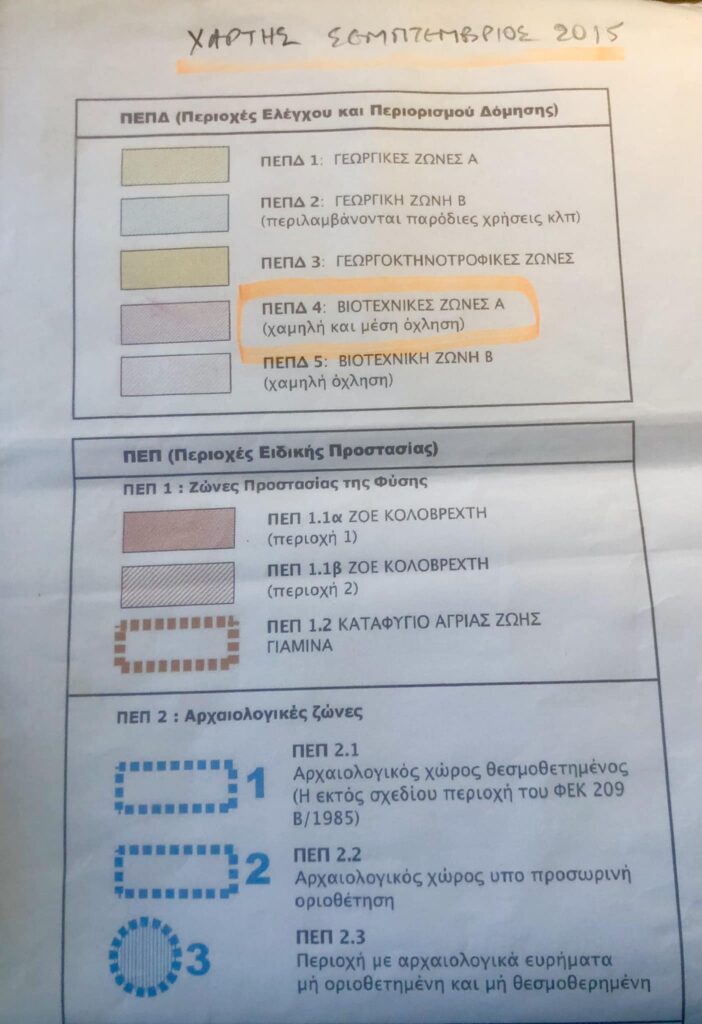 ΧΑΡΤΗΣ ΣΕΜΠΤΕΜΒΡΙΟΣ 2015
ΠΕΠΔ (Περιοχές Ελέγχου και Περιορισμού Δόμησης)
ΠΕΠΔ 1: ΓΕΩΡΓΙΚΕΣ ΖΩΝΕΣ Α
ΠΕΠΔ 2: ΓΕΩΡΓΙΚΗ ΖΩΝΗ Β
(περιλαμβάνονται παρόδιες χρήσεις κλπ)
ΠΕΠΔ 3: ΓΕΩΡΓΟΚΤΗΝΟΤΡΟΦΙΚΕΣ ΖΩΝΕΣ
ΠΕΠΔ 4: ΒΙΟΤΕΧΝΙΚΕΣ ΖΩΝΕΣ Α
(χαμηλή και μέση όχληση)
ΠΕΠΔ 5: ΒΙΟΤΕΧΝΙΚΗ ΖΩΝΗ Β
(χαμηλή όχληση)
ΠΕΠ (Περιοχές Ειδικής Προστασίας)
ΠΕΠ 1 : Ζώνες Προστασίας της Φύσης
ΠΕΠ 1.1α ΖΟΕ ΚΟΛΟΒΡΕΧΤΗ
(περιοχή 1)
ΠΕΠ 1.1β ΖΟΕ ΚΟΛΟΒΡΕΧΤΗ
(περιοχή 2)
ΠΕΠ 1.2 ΚΑΤΑΦΥΓΙΟ ΑΓΡΙΑΣ ΖΩΗΣ
ΓΙΑΜΙΝΑ
ΠΕΠ 2 : Αρχαιολογικές ζώνες
1 ΠΕΠ 2.1
Αρχαιολογικός χώρος θεσμοθετημένος
(Η εκτός σχεδίου περιοχή του ΦΕΚ 209
Β/1985)
2 ΠΕΠ 2.2
Αρχαιολογικός χώρος υπο προσωρινή
οριοθέτηση
3 ΠΕΠ 2.3
Περιοχή με αρχαιολογικά ευρήματα
μή οριοθετημένη και μή θεσμοθερημένη